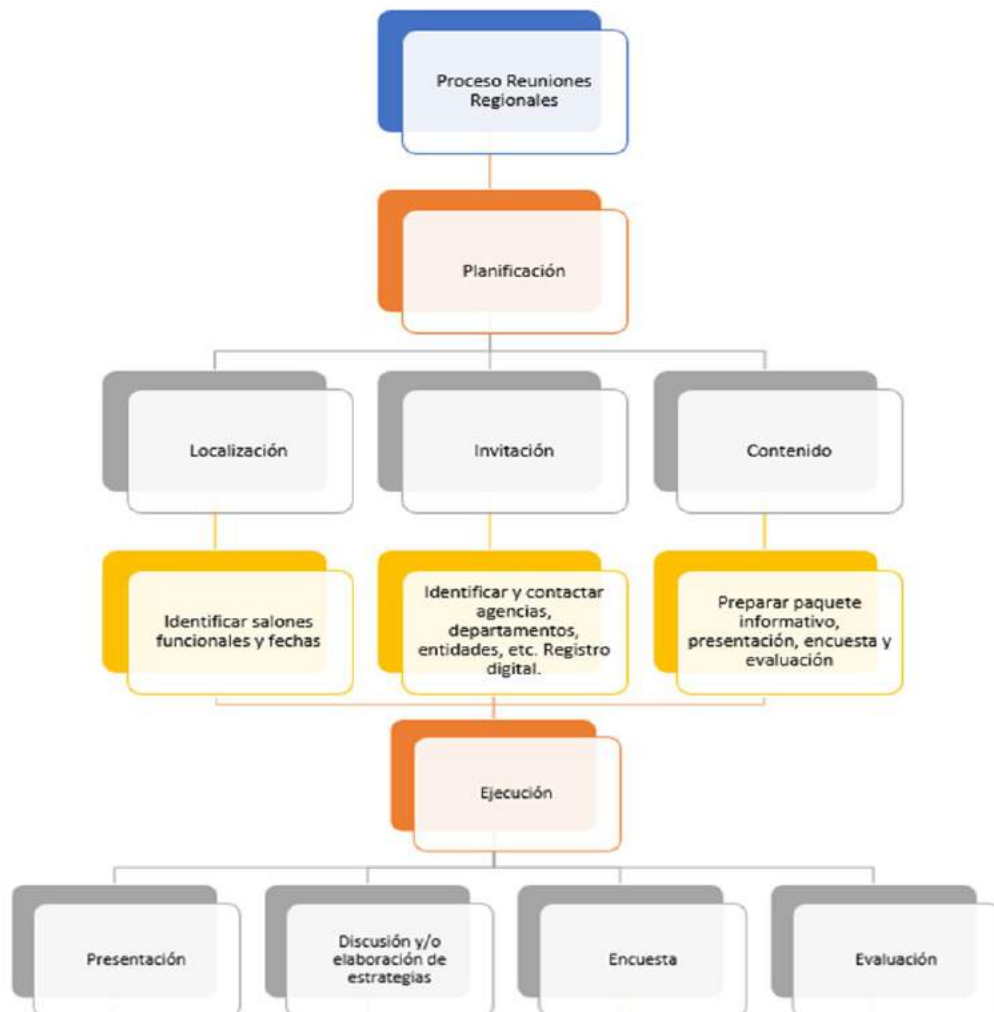 Proceso Reuniones
Regionales
Planificación
Localización
Invitación
Contenido
Identificar salones
funcionales y fechas
Identificar y contactar
agencias,
departamentos,
entidades, etc. Registro
digital.
Preparar paquete
informativo,
presentación, encuesta y
evaluación
Ejecución
Presentación
Discusión y/o
elaboración de
estrategias
Encuesta
Evaluación